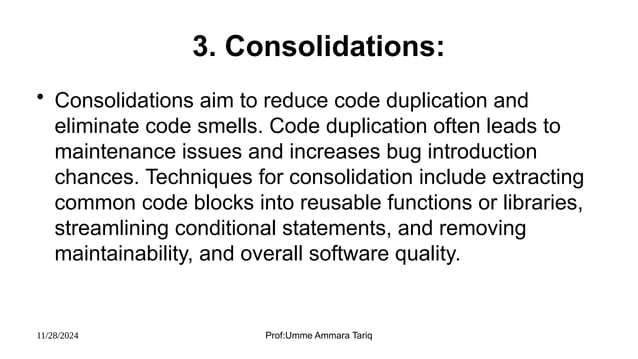 3. Consolidations:
• Consolidations aim to reduce code duplication and
eliminate code smells. Code duplication often leads to
maintenance issues and increases bug introduction
chances. Techniques for consolidation include extracting
common code blocks into reusable functions or libraries,
streamlining conditional statements, and removing
maintainability, and overall software quality.
11/28/2024
Prof:Umme Ammara Tariq